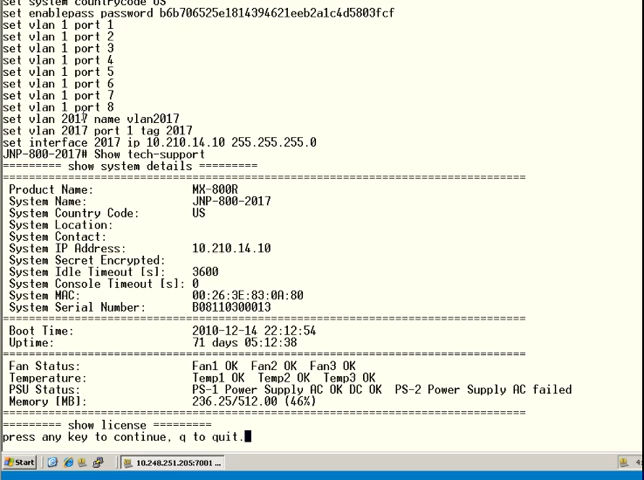 set system countrycode US
set enablepass password b6b706525e1814394621eeb2a1c4d5803fcf
set vlan 1 port 1
set vlan 1 port 2
set vlan 1 port 3
set vlan 1 port 4
set vlan 1 port 5
set vlan 1 port 6
set vlan 1 port 7
set vlan 1 port 8
set vlan 2017 name vlan2017
set vlan 2017 port 1 tag 2017
set interface 2017 ip 10.210.14.10 255.255.255.0
JNP-800-2017# Show tech-support
========= show system details =========
===============================================================================
Product Name: MX-800R
System Name: JNP-800-2017
System Country Code: US
System Location:
System Contact:
System IP Address: 10.210.14.10
System Secret Encrypted:
System Idle Timeout [s]: 3600
System Console Timeout [s]: 0
System MAC: 00:26:3E:83:0A:80
System Serial Number: B08110300013
===============================================================================
Boot Time: 2010-12-14 22:12:54
Uptime: 71 days 05:12:38
===============================================================================
Fan Status: Fan1 OK Fan2 OK Fan3 OK
Temperature: Temp1 OK Temp2 OK Temp3 OK
PSU Status: PS-1 Power Supply AC OK DC OK PS-2 Power Supply AC failed
Memory [MB]: 236.25/512.00 (46%)
===============================================================================
========= show license =========
press any key to continue, q to quit.
Start 10.248.251.205:7001 ...